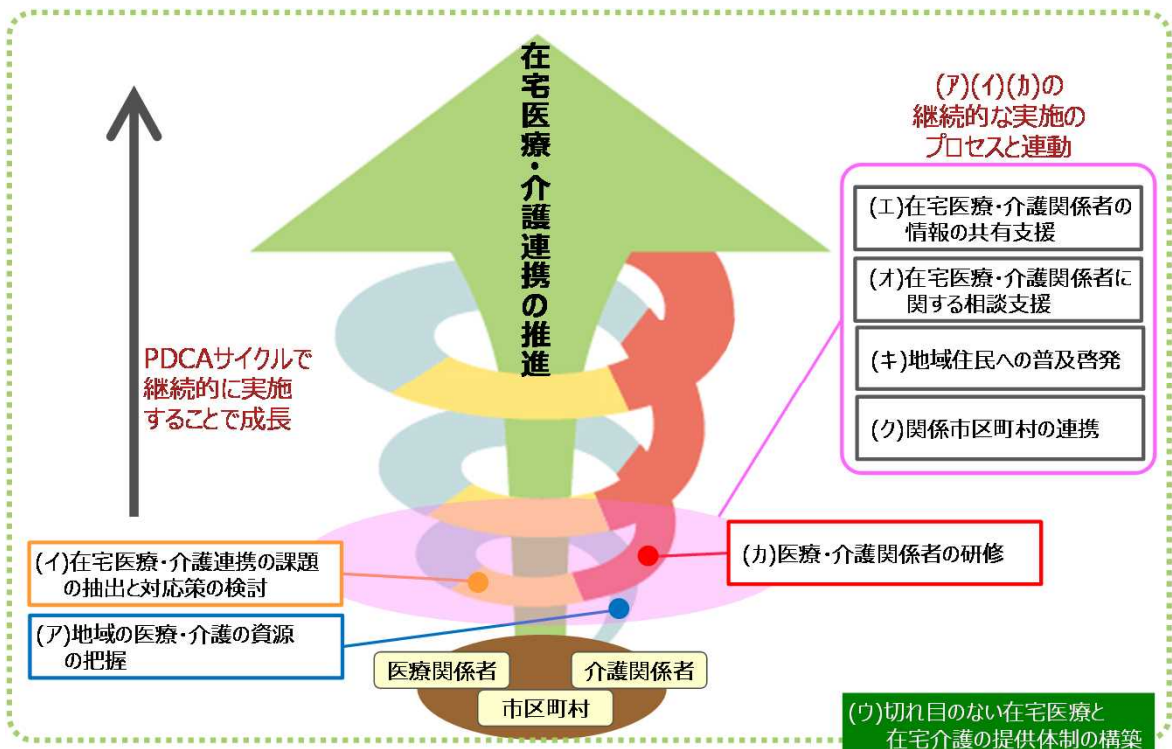 在宅医療・介護連携の推進
(ア)(イ)(カ)の
継続的な実施の
プロセスと連動
(エ)在宅医療・介護関係者の
情報の共有支援
(オ)在宅医療・介護関係者に
関する相談支援
(キ)地域住民への普及啓発
(ク)関係市区町村の連携
PDCAサイクルで
継続的に実施
することで成長
(イ)在宅医療・介護連携の課題
の抽出と対応策の検討
(カ)医療・介護関係者の研修
(ア)地域の医療・介護の資源
の把握
医療関係者
介護関係者
市区町村
(ウ)切れ目のない在宅医療と
在宅介護の提供体制の構築